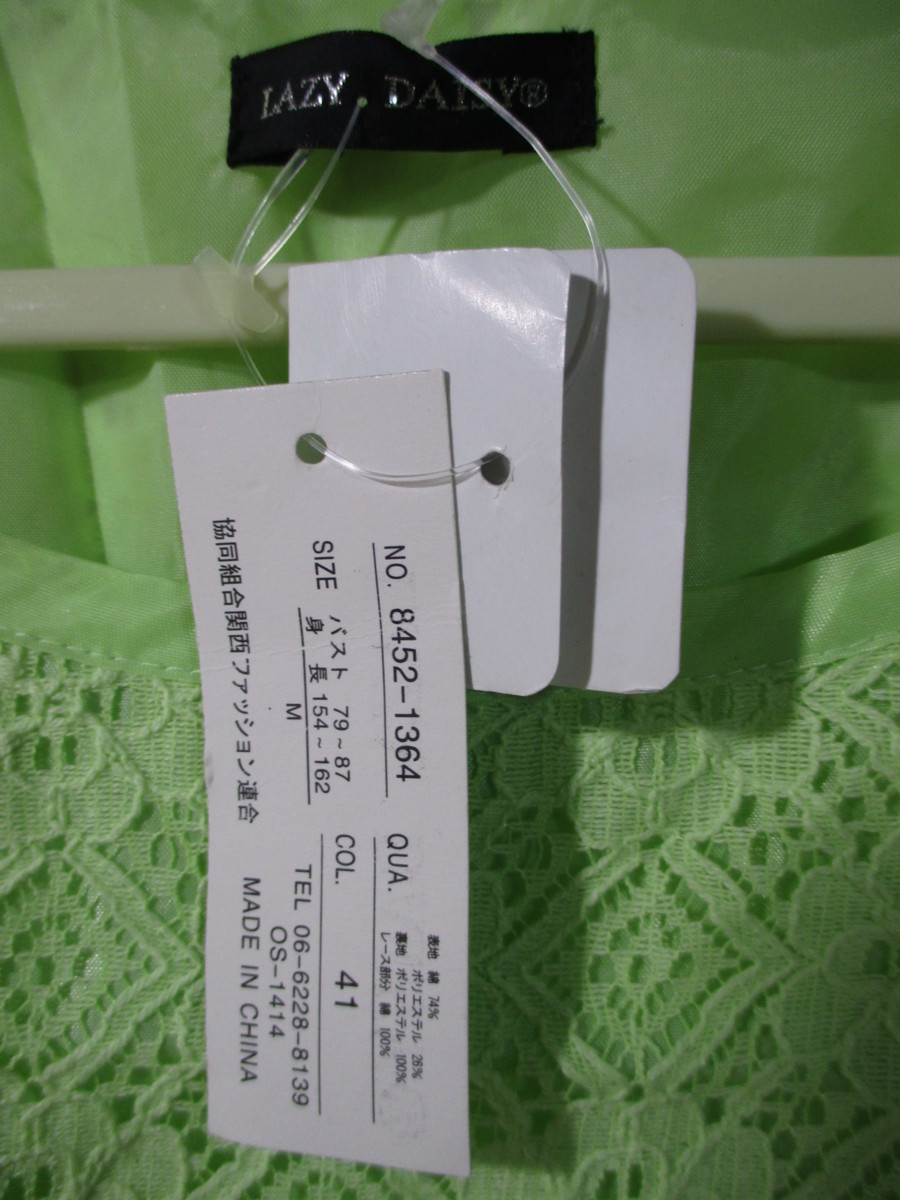 LAZY DAISY®
NO. 8452-1364
SIZE バスト 79～87
身長 154～162
M
QUA.
表地 綿 74%
ポリエステル 26%
裏地 ポリエステル 100%
レース部分 綿 100%
COL. 41
協同組合関西ファッション連合
TEL 06-6228-8139
OS-1414
MADE IN CHINA